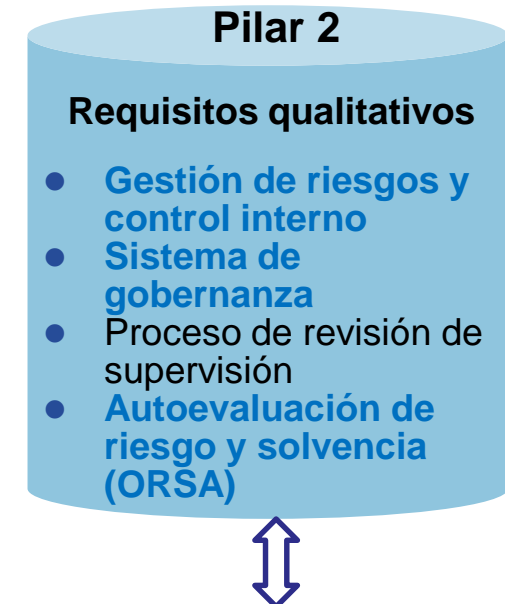 Pilar 2
Requisitos qualitativos
● Gestión de riesgos y
control interno
● Sistema de
gobernanza
● Proceso de revisión de
supervisión
● Autoevaluación de
riesgo y solvencia
(ORSA)